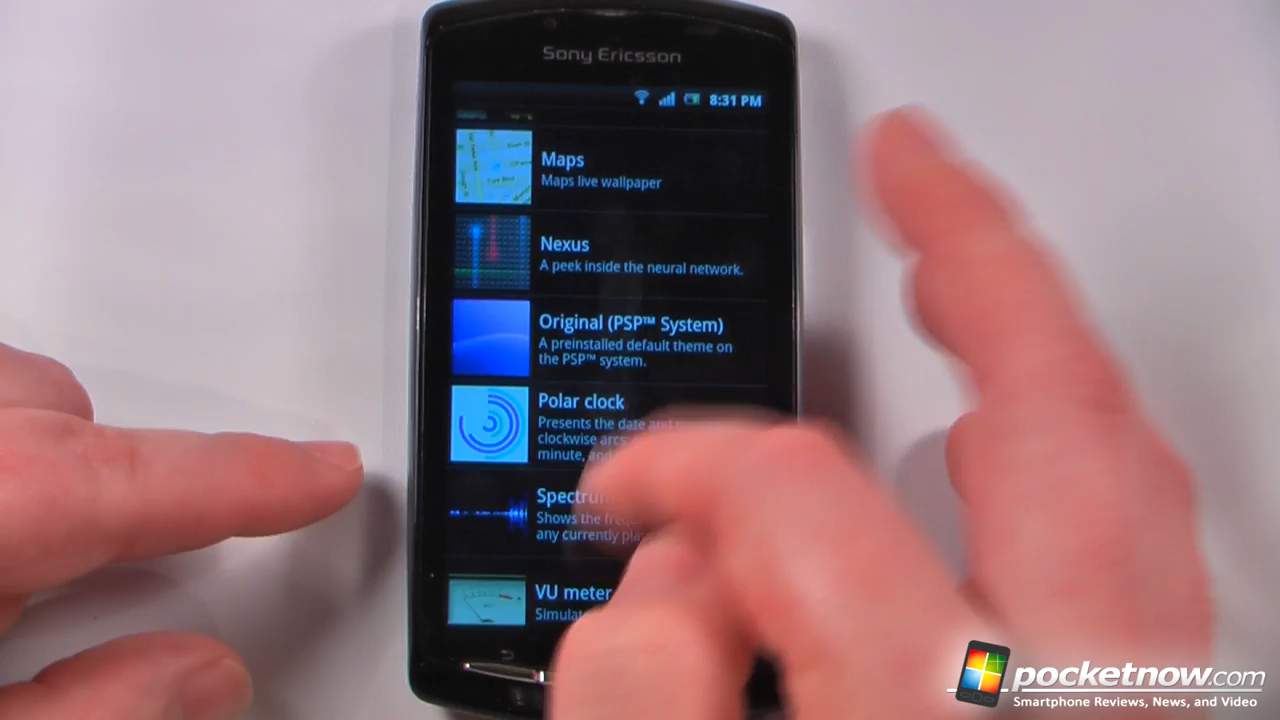 Sony Ericsson
8:31 PM
Maps
Maps live wallpaper
Nexus
A peek inside the neural network.
Original (PSP™ System)
A preinstalled default theme on
the PSP™ system.
Polar clock
Presents the date and
clockwise arcs
minute, and
Spectrum
Shows the
any currently
VU meter
pocketnow.com
Smartphone Reviews, News, and Video